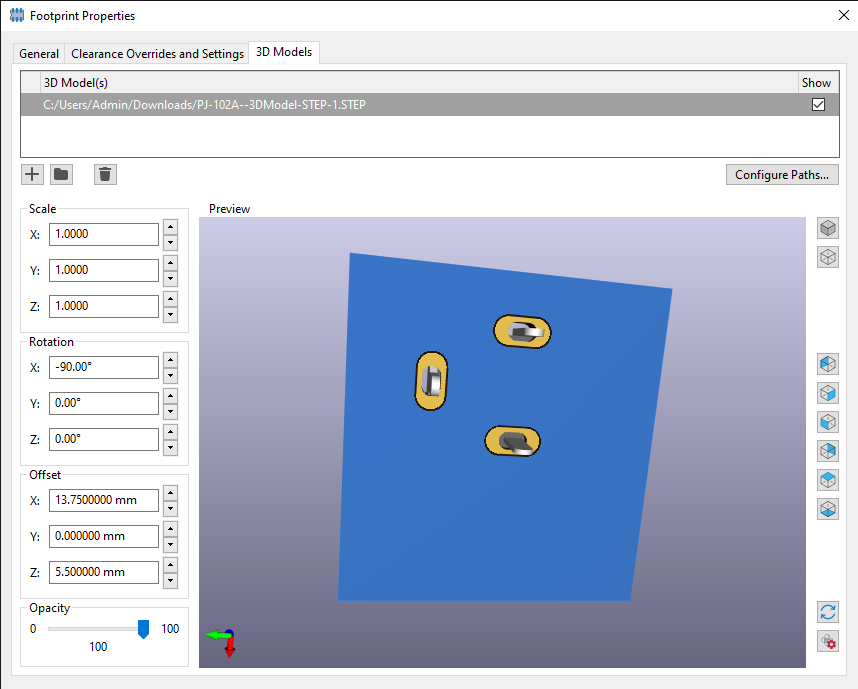 Footprint Properties
General Clearance Overrides and Settings 3D Models
3D Model(s) Show
C:/Users/Admin/Downloads/PJ-102A--3DModel-STEP-1.STEP
Configure Paths...
Scale
X: 1.0000
Y: 1.0000
Z: 1.0000
Rotation
X: -90.00°
Y: 0.00°
Z: 0.00°
Offset
X: 13.7500000 mm
Y: 0.000000 mm
Z: 5.500000 mm
Opacity
0 100
100
Preview